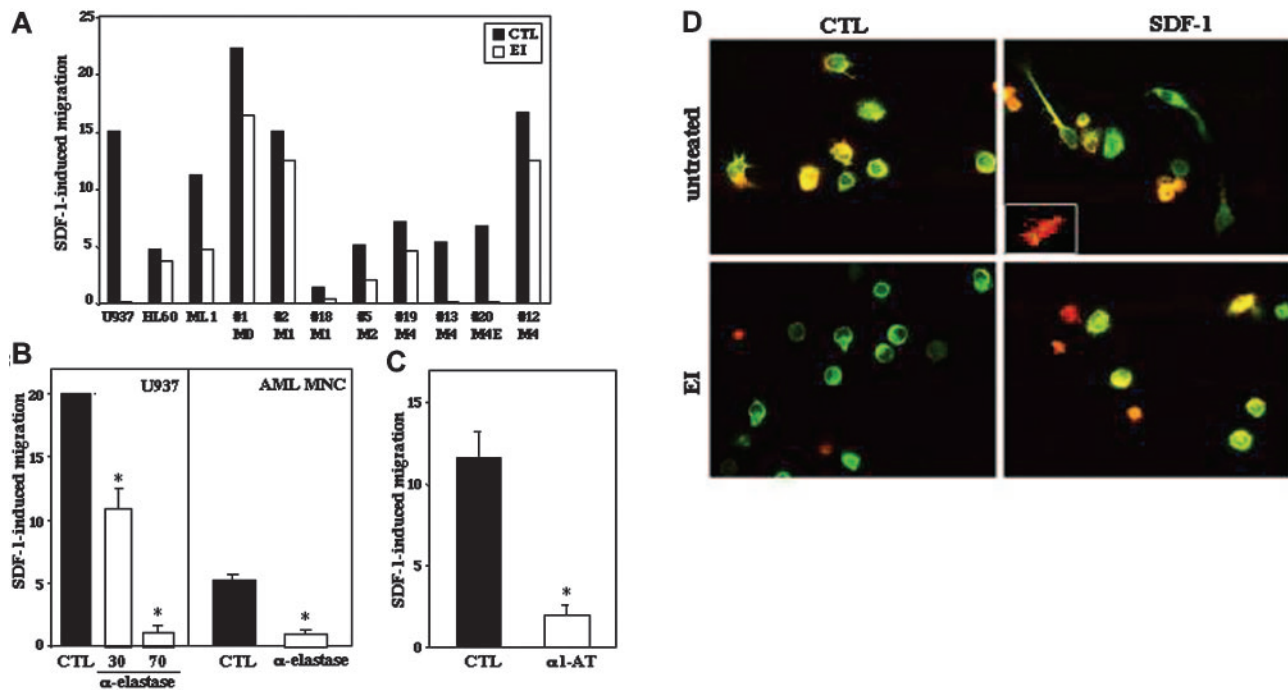 A
SDF-1-induced migration
25
20
15
10
5
0
CTL
EI
U937 HL60 ML1 #1 #2 #18 #5 #19 #13 #20 #12
M0 M1 M1 M2 M4 M4 M4E M4
B
SDF-1-induced migration
20
15
10
5
0
U937
AML MNC
* * *
CTL 30 70 CTL α-elastase
α-elastase
C
SDF-1-induced migration
15
10
5
0
*
CTL α1-AT
D
CTL SDF-1
untreated
EI